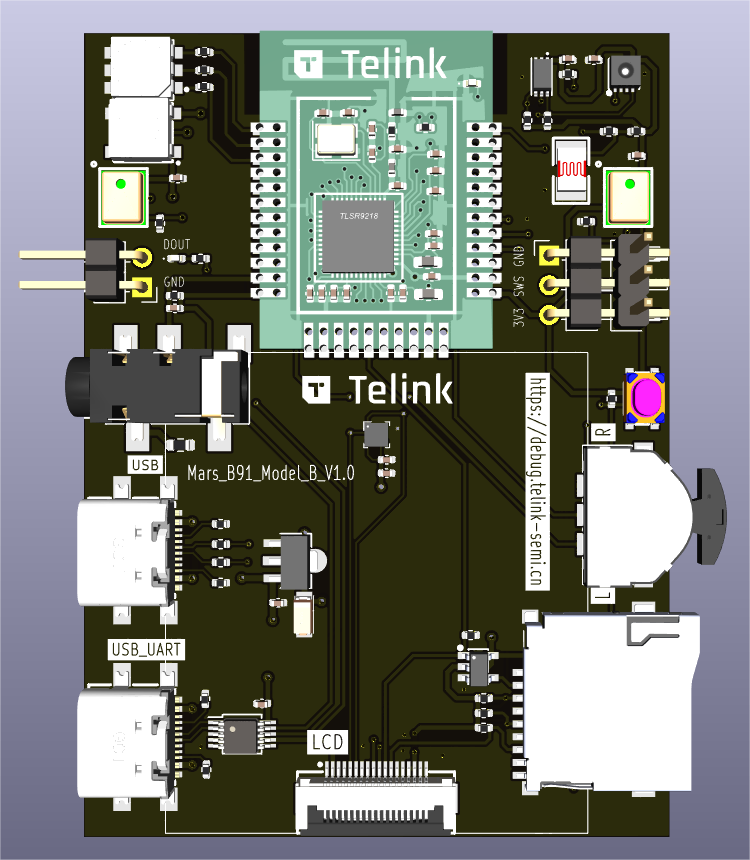 Telink
TLSR9218
DOUT
GND
GND
SWS
3V3
Telink
R
https://debug.telink-semi.cn
USB
Mars_B91_Model_B_V1.0
L
USB_UART
LCD